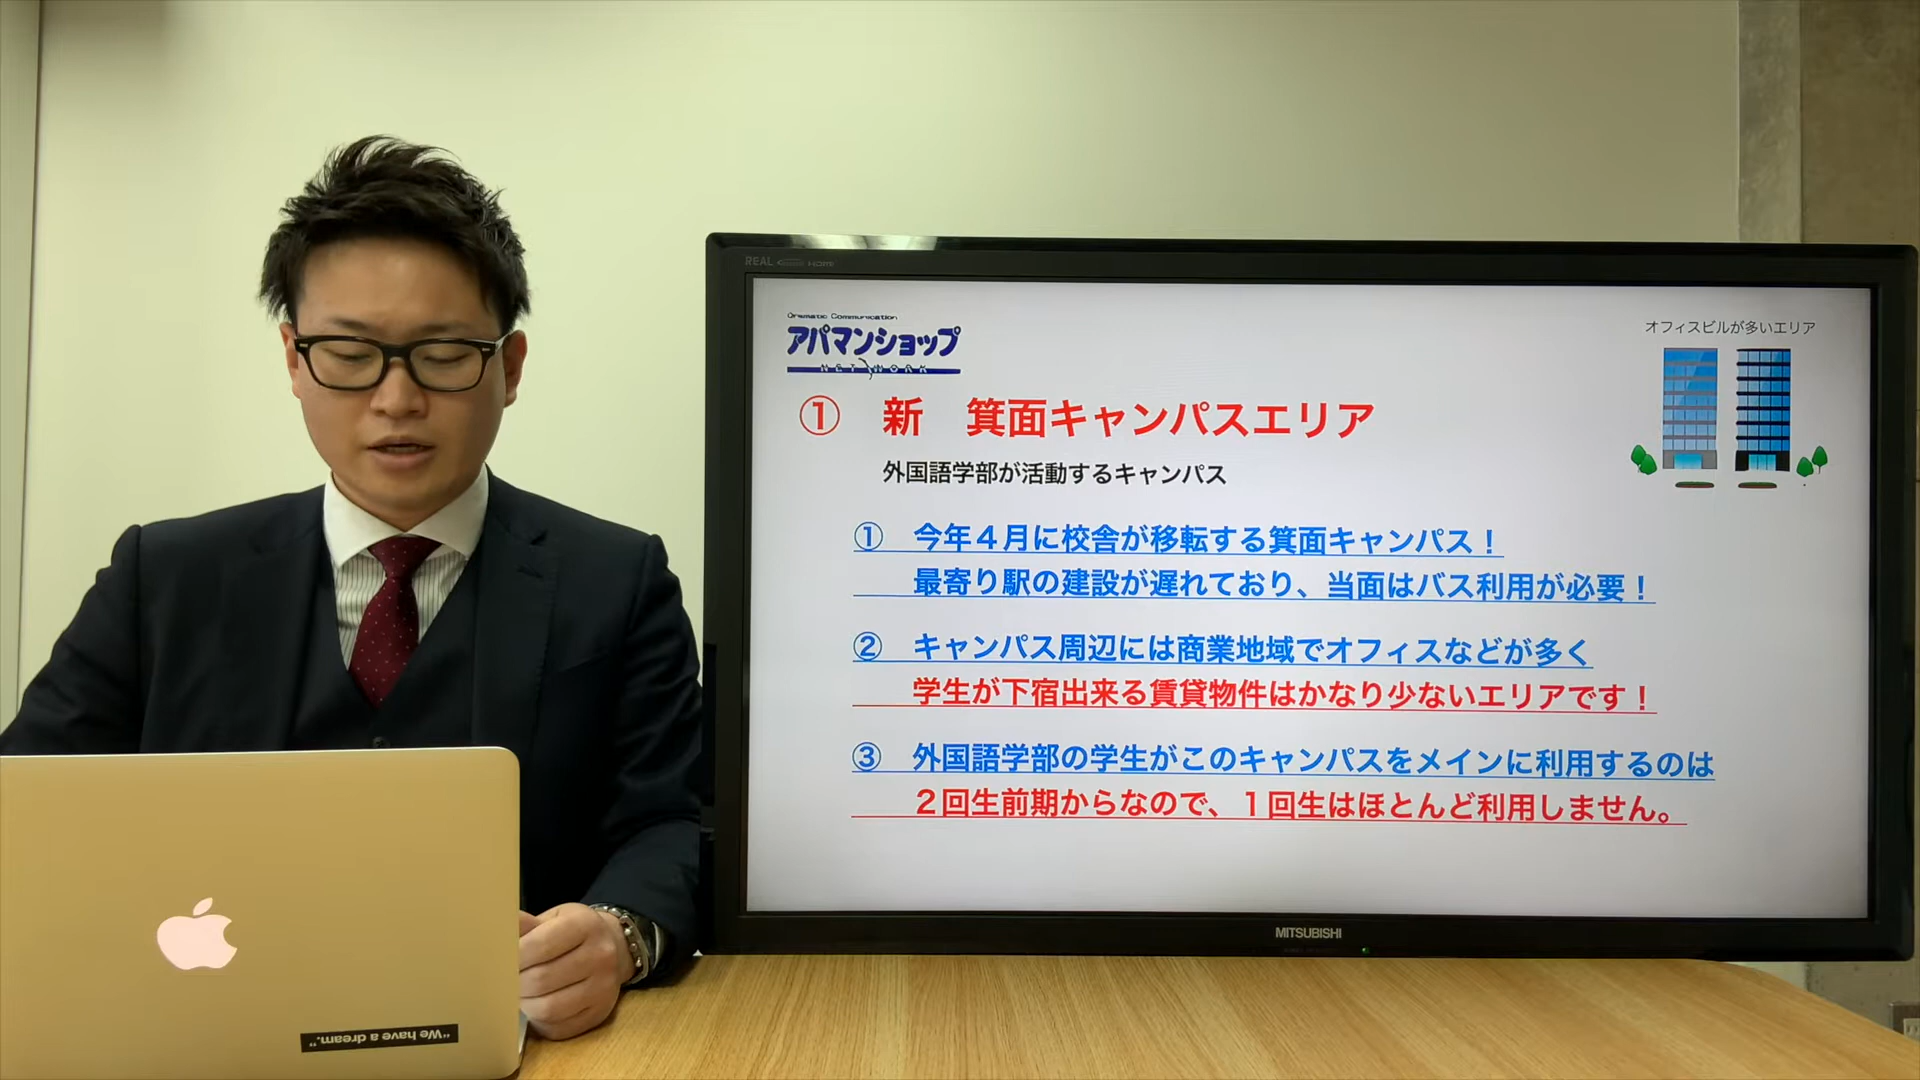 REAL HDMI
Dramatic Communication
アパマンショップ
NETWORK
オフィスビルが多いエリア
① 新 箕面キャンパスエリア
外国語学部が活動するキャンパス
① 今年４月に校舎が移転する箕面キャンパス！
最寄り駅の建設が遅れており、当面はバス利用が必要！
② キャンパス周辺には商業地域でオフィスなどが多く
学生が下宿出来る賃貸物件はかなり少ないエリアです！
③ 外国語学部の学生がこのキャンパスをメインに利用するのは
２回生前期からなので、１回生はほとんど利用しません。
MITSUBISHI
"We have a dream."